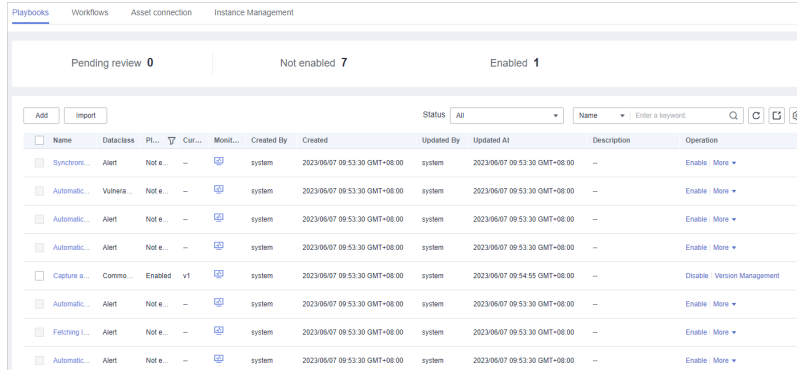 Playbooks Workflows Asset connection Instance Management
Pending review 0 Not enabled 7 Enabled 1
Add Import Status All Name Enter a keyword
Name Dataclass Pl... Cur... Monit... Created By Created Updated By Updated At Description Operation
Synchroni... Alert Not e... -- system 2023/06/07 09:53:30 GMT+08:00 system 2023/06/07 09:53:30 GMT+08:00 -- Enable More
Automatic... Vulnera... Not e... -- system 2023/06/07 09:53:30 GMT+08:00 system 2023/06/07 09:53:30 GMT+08:00 -- Enable More
Automatic... Alert Not e... -- system 2023/06/07 09:53:30 GMT+08:00 system 2023/06/07 09:53:30 GMT+08:00 -- Enable More
Automatic... Alert Not e... -- system 2023/06/07 09:53:30 GMT+08:00 system 2023/06/07 09:53:30 GMT+08:00 -- Enable More
Capture a... Commo... Enabled v1 system 2023/06/07 09:53:30 GMT+08:00 system 2023/06/07 09:54:55 GMT+08:00 -- Disable Version Management
Automatic... Alert Not e... -- system 2023/06/07 09:53:30 GMT+08:00 system 2023/06/07 09:53:30 GMT+08:00 -- Enable More
Fetching I... Alert Not e... -- system 2023/06/07 09:53:30 GMT+08:00 system 2023/06/07 09:53:30 GMT+08:00 -- Enable More
Automatic... Alert Not e... -- system 2023/06/07 09:53:30 GMT+08:00 system 2023/06/07 09:53:30 GMT+08:00 -- Enable More